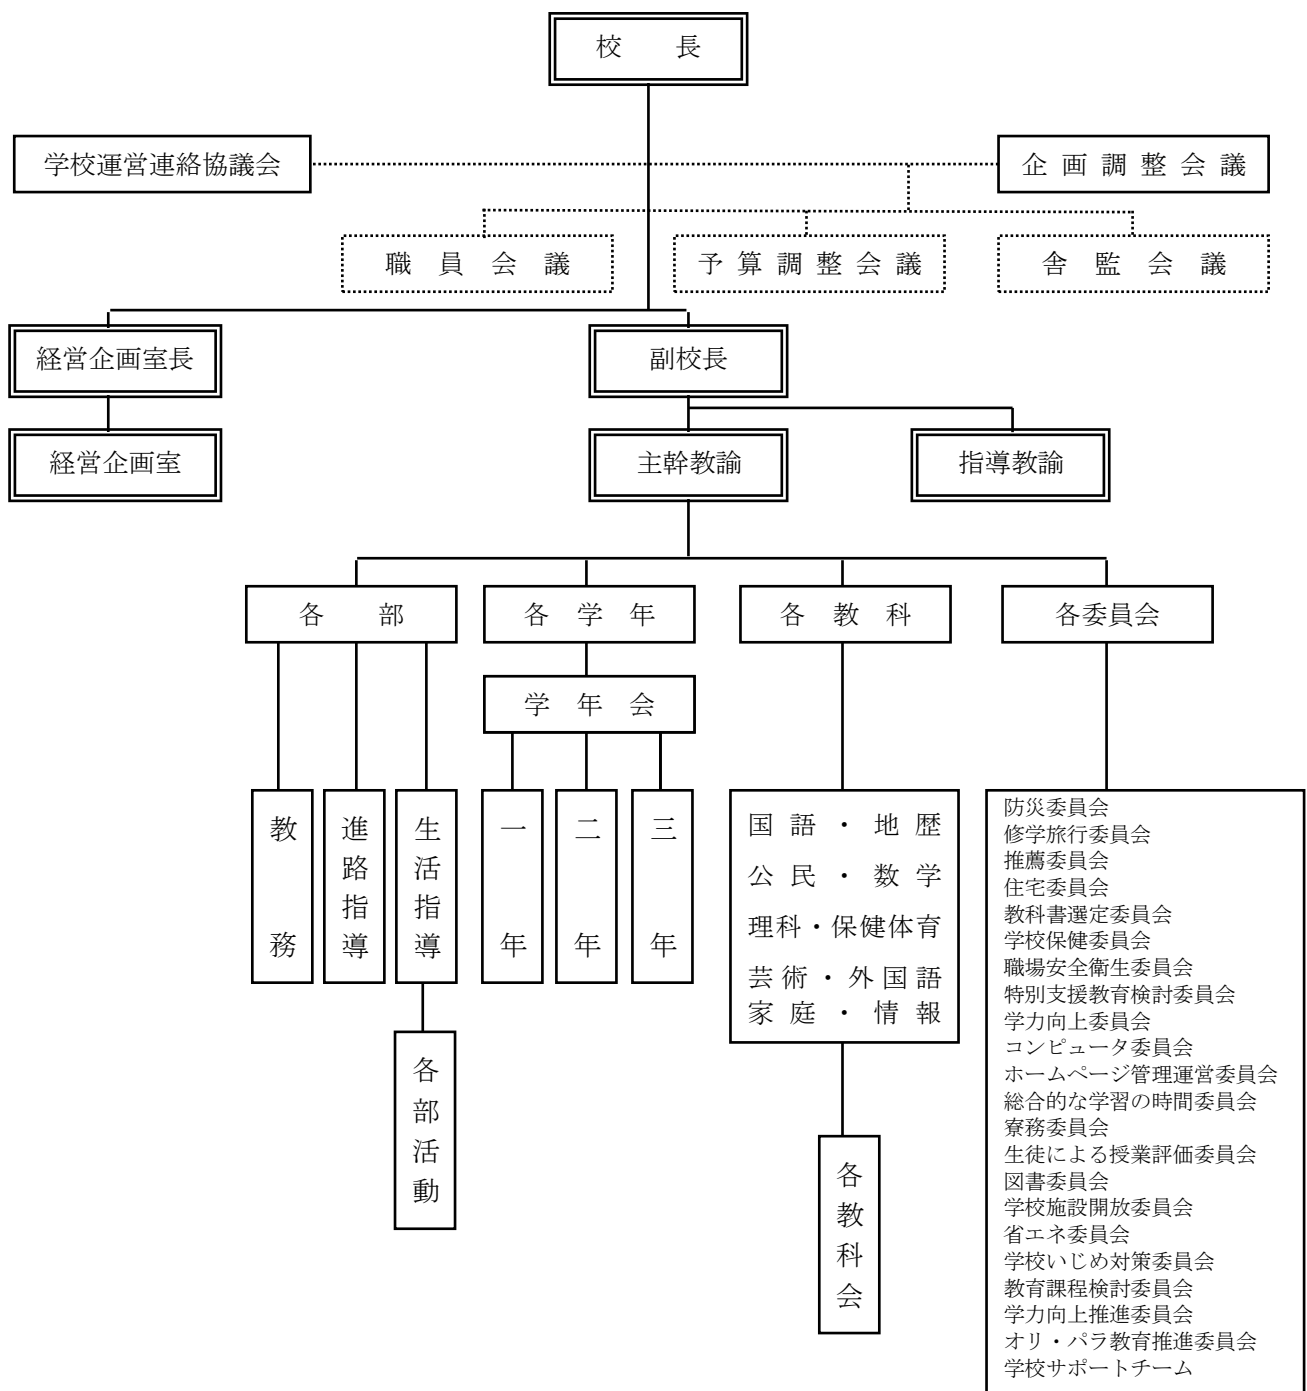 校　　長
学校運営連絡協議会
企画調整会議
職員会議
予算調整会議
舎監会議
経営企画室長
副校長
経営企画室
主幹教諭
指導教諭
各　　部
各学年
各教科
各委員会
学年会
教務
進路指導
生活指導
一年
二年
三年
国語・地歴
公民・数学
理科・保健体育
芸術・外国語
家庭・情報
防災委員会
修学旅行委員会
推薦委員会
住宅委員会
教科書選定委員会
学校保健委員会
職場安全衛生委員会
特別支援教育検討委員会
学力向上委員会
コンピュータ委員会
ホームページ管理運営委員会
総合的な学習の時間委員会
寮務委員会
生徒による授業評価委員会
図書委員会
学校施設開放委員会
省エネ委員会
学校いじめ対策委員会
教育課程検討委員会
学力向上推進委員会
オリ・パラ教育推進委員会
学校サポートチーム
各部活動
各教科会